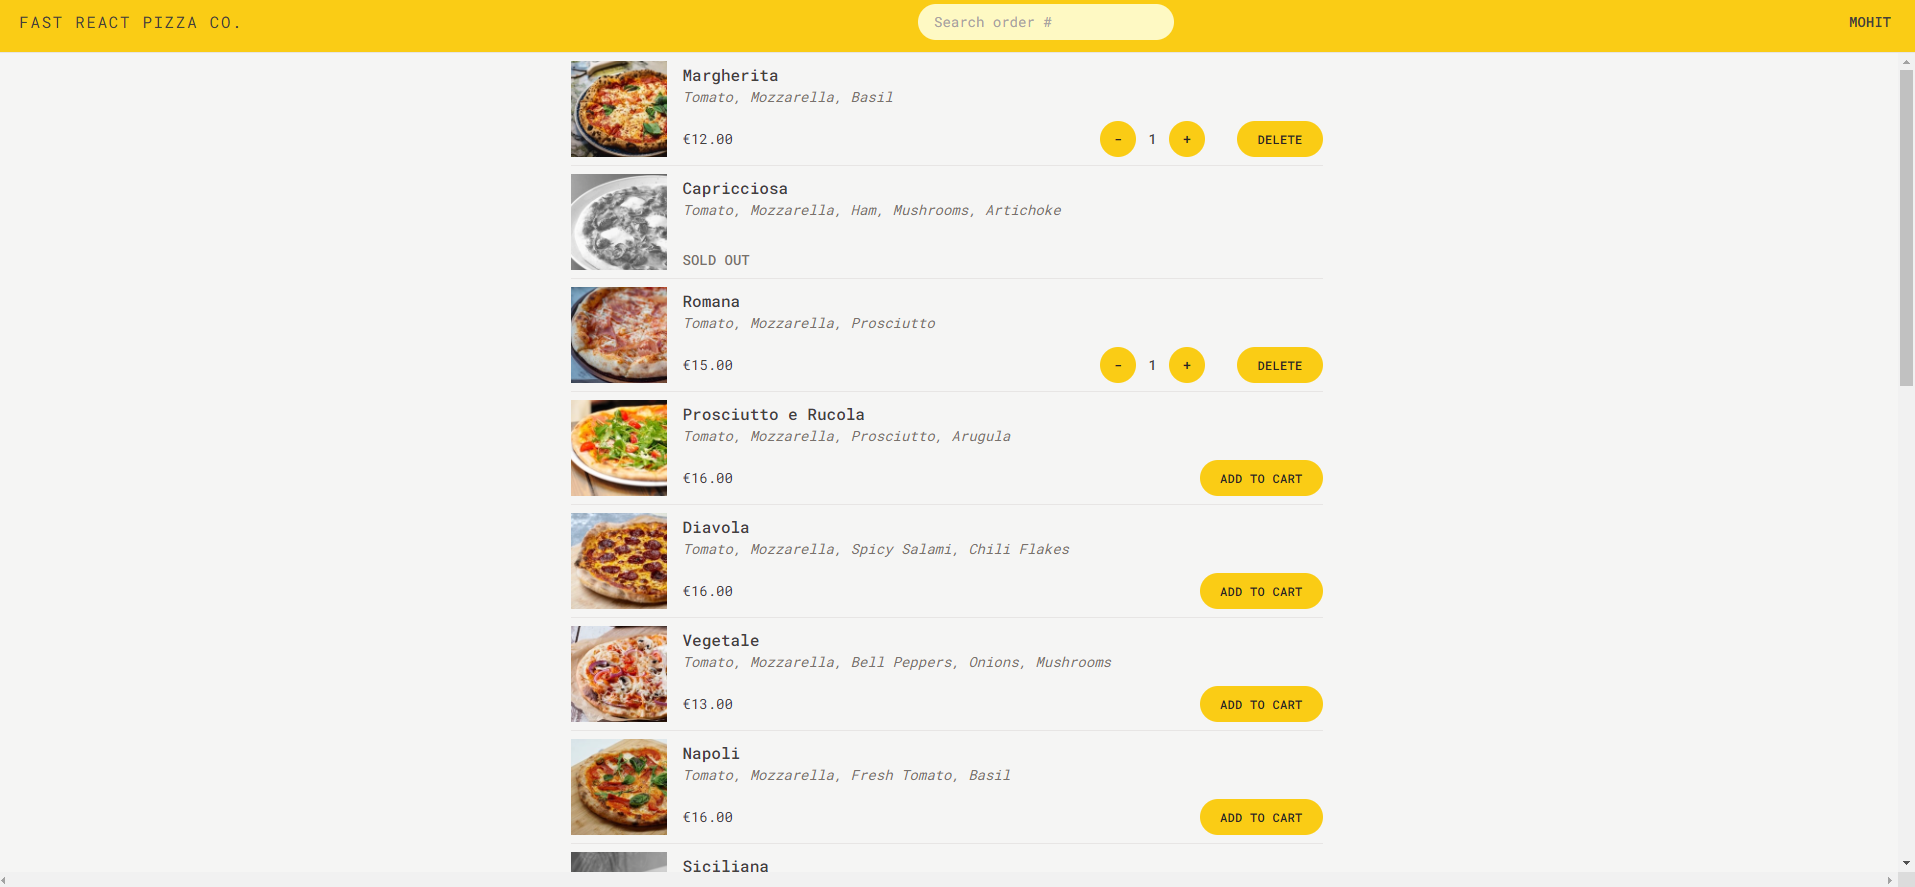 FAST REACT PIZZA CO.
Search order #
MOHIT
Margherita
Tomato, Mozzarella, Basil
€12.00
- 1 + DELETE
Capricciosa
Tomato, Mozzarella, Ham, Mushrooms, Artichoke
SOLD OUT
Romana
Tomato, Mozzarella, Prosciutto
€15.00
- 1 + DELETE
Prosciutto e Rucola
Tomato, Mozzarella, Prosciutto, Arugula
€16.00
ADD TO CART
Diavola
Tomato, Mozzarella, Spicy Salami, Chili Flakes
€16.00
ADD TO CART
Vegetale
Tomato, Mozzarella, Bell Peppers, Onions, Mushrooms
€13.00
ADD TO CART
Napoli
Tomato, Mozzarella, Fresh Tomato, Basil
€16.00
ADD TO CART
Siciliana